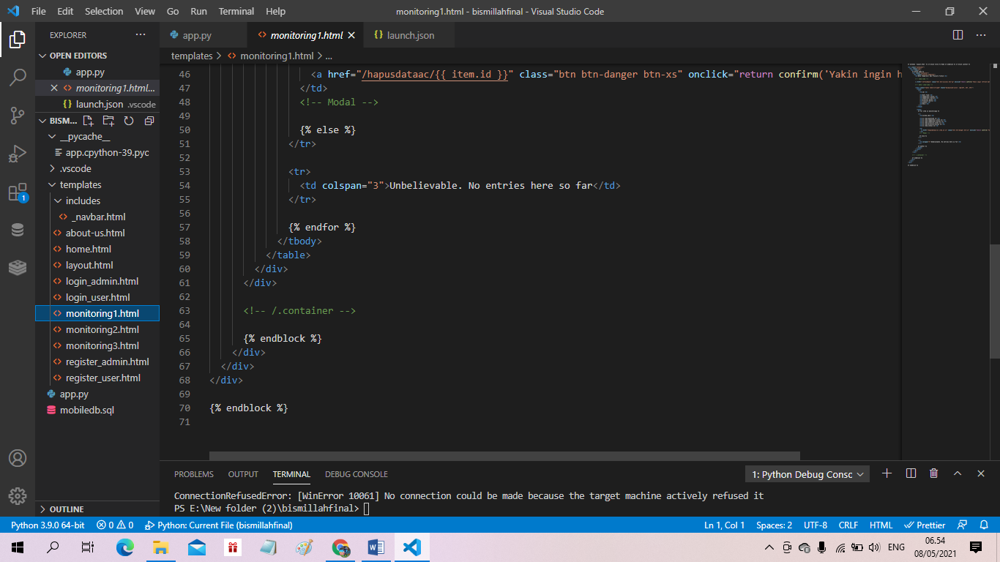 File Edit Selection View Go Run Terminal Help
monitoring1.html - bismillahfinal - Visual Studio Code
EXPLORER
OPEN EDITORS
app.py
monitoring1.html...
launch.json .vscode
BISM...
__pycache__
app.cpython-39.pyc
.vscode
templates
includes
_navbar.html
about-us.html
home.html
layout.html
login_admin.html
login_user.html
monitoring1.html
monitoring2.html
monitoring3.html
register_admin.html
register_user.html
app.py
mobiledb.sql
OUTLINE
1
app.py
monitoring1.html
launch.json
templates > monitoring1.html > ...
46 <a href="/hapusdataac/{{ item.id }}" class="btn btn-danger btn-xs" onclick="return confirm('Yakin ingin h
47 </td>
48 <!-- Modal -->
49
50 {% else %}
51 </tr>
52
53 <tr>
54 <td colspan="3">Unbelievable. No entries here so far</td>
55 </tr>
56
57 {% endfor %}
58 </tbody>
59 </table>
60 </div>
61 </div>
62
63 <!-- /.container -->
64
65 {% endblock %}
66 </div>
67 </div>
68 </div>
69
70 {% endblock %}
71
PROBLEMS OUTPUT TERMINAL DEBUG CONSOLE
1: Python Debug Consc
ConnectionRefusedError: [WinError 10061] No connection could be made because the target machine actively refused it
PS E:\New folder (2)\bismillahfinal>
Python 3.9.0 64-bit 0 0 Python: Current File (bismillahfinal)
Ln 1, Col 1 Spaces: 2 UTF-8 CRLF HTML Prettier
ENG
06.54
08/05/2021